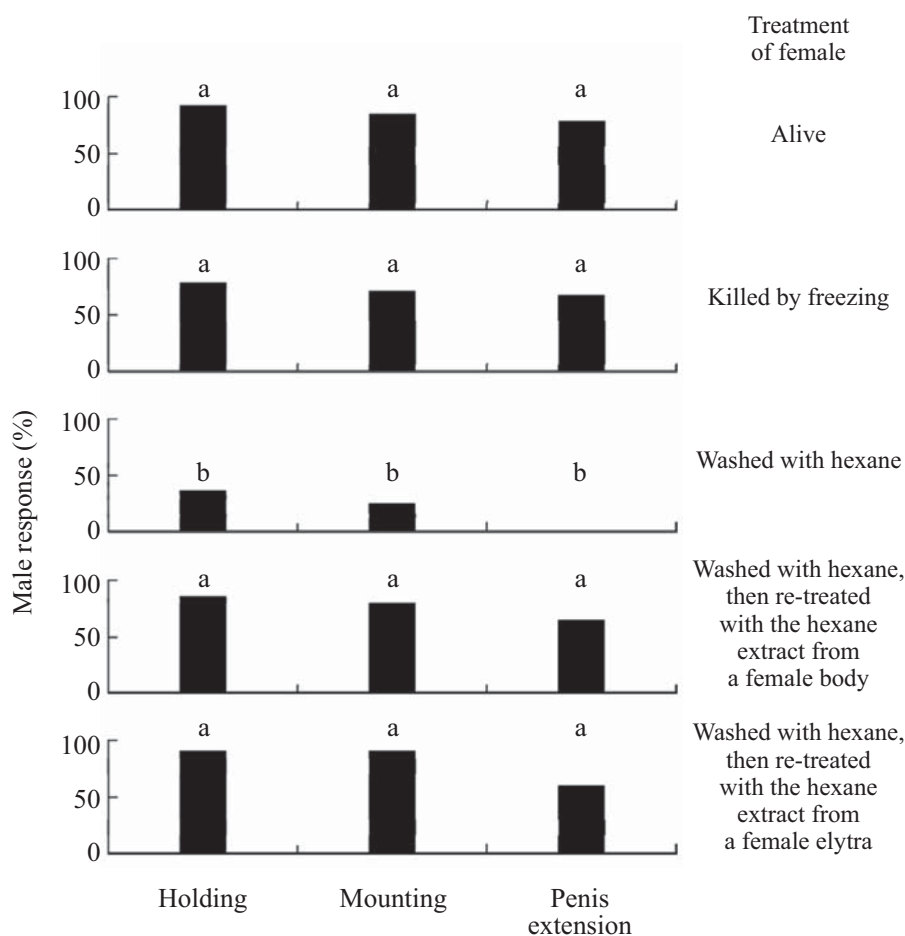 Treatment
of female
a a a
100
50
0
Alive
a a a
100
50
0
Killed by freezing
Male response (%)
100
50
0
b b b
Washed with hexane
a a a
100
50
0
Washed with hexane,
then re-treated
with the hexane
extract from
a female body
a a a
100
50
0
Washed with hexane,
then re-treated
with the hexane
extract from
a female elytra
Holding Mounting Penis
extension